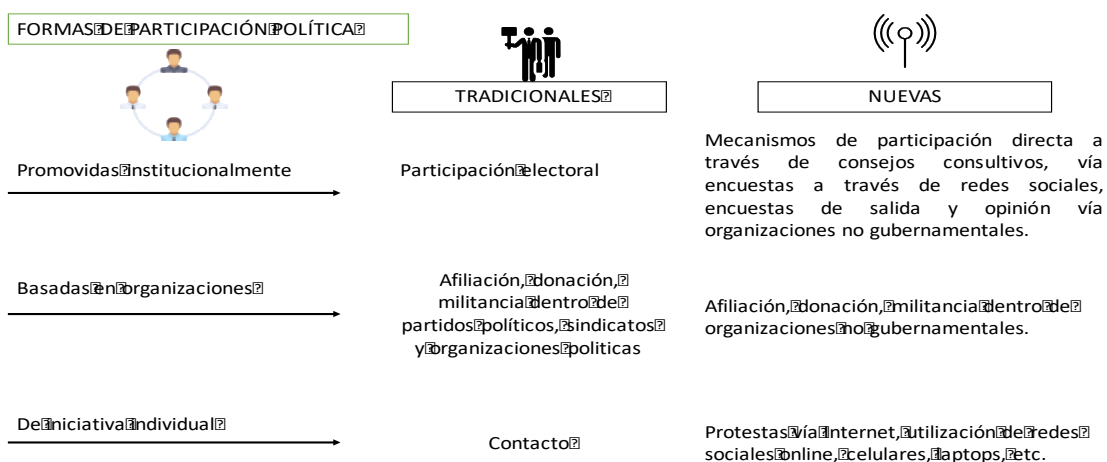 FORMAS DE PARTICIPACIÓN POLÍTICA
TRADICIONALES
NUEVAS
Promovidas Institucionalmente
Participación electoral
Mecanismos de participación directa a
través de consejos consultivos, vía
encuestas a través de redes sociales,
encuestas de salida y opinión vía
organizaciones no gubernamentales.
Basadas en organizaciones
Afiliación, donación,
militancia dentro de
partidos políticos, sindicatos
y organizaciones politicas
Afiliación, donación, militancia dentro de
organizaciones no gubernamentales.
De iniciativa individual
Contacto
Protestas vía Internet, utilización de redes
sociales online, celulares, laptops, etc.